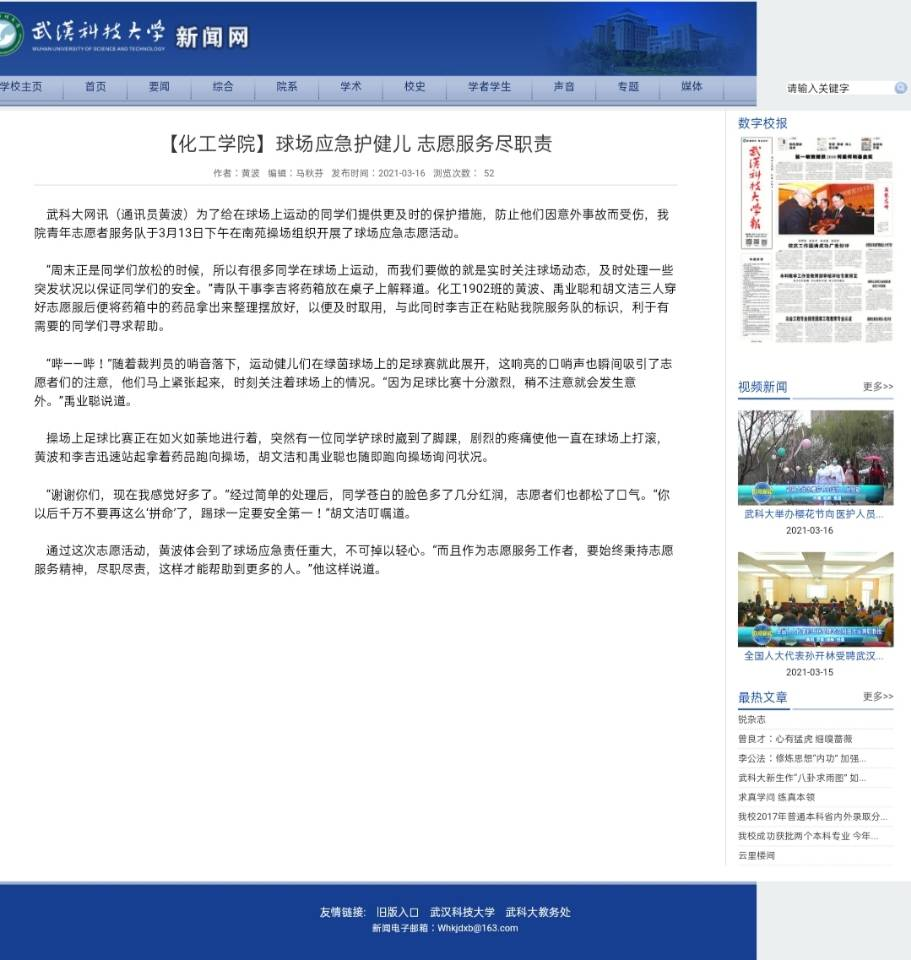 武汉科技大学 新闻网
WUHAN UNIVERSITY OF SCIENCE AND TECHNOLOGY
学校主页 首页 要闻 综合 院系 学术 校史 学者学生 声音 专题 媒体
请输入关键字
【化工学院】球场应急护健儿 志愿服务尽职责
作者：黄波 编辑：马秋芬 发布时间：2021-03-16 浏览次数： 52
武科大网讯（通讯员黄波）为了给在球场上运动的同学们提供更及时的保护措施，防止他们因意外事故而受伤，我
院青年志愿者服务队于3月13日下午在南苑操场组织开展了球场应急志愿活动。
“周末正是同学们放松的时候，所以有很多同学在球场上运动，而我们要做的就是实时关注球场动态，及时处理一些
突发状况以保证同学们的安全。”青队干事李吉将药箱放在桌子上解释道。化工1902班的黄波、禹业聪和胡文洁三人穿
好志愿服后便将药箱中的药品拿出来整理摆放好，以便及时取用，与此同时李吉正在粘贴我院服务队的标识，利于有
需要的同学们寻求帮助。
“哔——哔！”随着裁判员的哨音落下，运动健儿们在绿茵球场上的足球赛就此展开，这响亮的口哨声也瞬间吸引了志
愿者们的注意，他们马上紧张起来，时刻关注着球场上的情况。“因为足球比赛十分激烈，稍不注意就会发生意
外。”禹业聪说道。
操场上足球比赛正在如火如荼地进行着，突然有一位同学铲球时崴到了脚踝，剧烈的疼痛使他一直在球场上打滚，
黄波和李吉迅速站起拿着药品跑向操场，胡文洁和禹业聪也随即跑向操场询问状况。
“谢谢你们，现在我感觉好多了。”经过简单的处理后，同学苍白的脸色多了几分红润，志愿者们也都松了口气。“你
以后千万不要再这么‘拼命’了，踢球一定要安全第一！”胡文洁叮嘱道。
通过这次志愿活动，黄波体会到了球场应急责任重大，不可掉以轻心。“而且作为志愿服务工作者，要始终秉持志愿
服务精神，尽职尽责，这样才能帮助到更多的人。”他这样说道。
数字校报
武漢科技大學報
视频新闻 更多>>
武科大举办樱花节向医护人员...
2021-03-16
全国人大代表孙开林受聘武汉...
2021-03-15
最热文章 更多>>
锐杂志
曾良才：心有猛虎 细嗅蔷薇
李公法：修炼思想“内功” 加强...
武科大新生作“八卦求雨图” 如...
求真学问 练真本领
我校2017年普通本科省内外录取分...
我校成功获批两个本科专业 今年...
云里楼间
友情链接: 旧版入口 武汉科技大学 武科大教务处
新闻电子邮箱：Whkjdxb@163.com